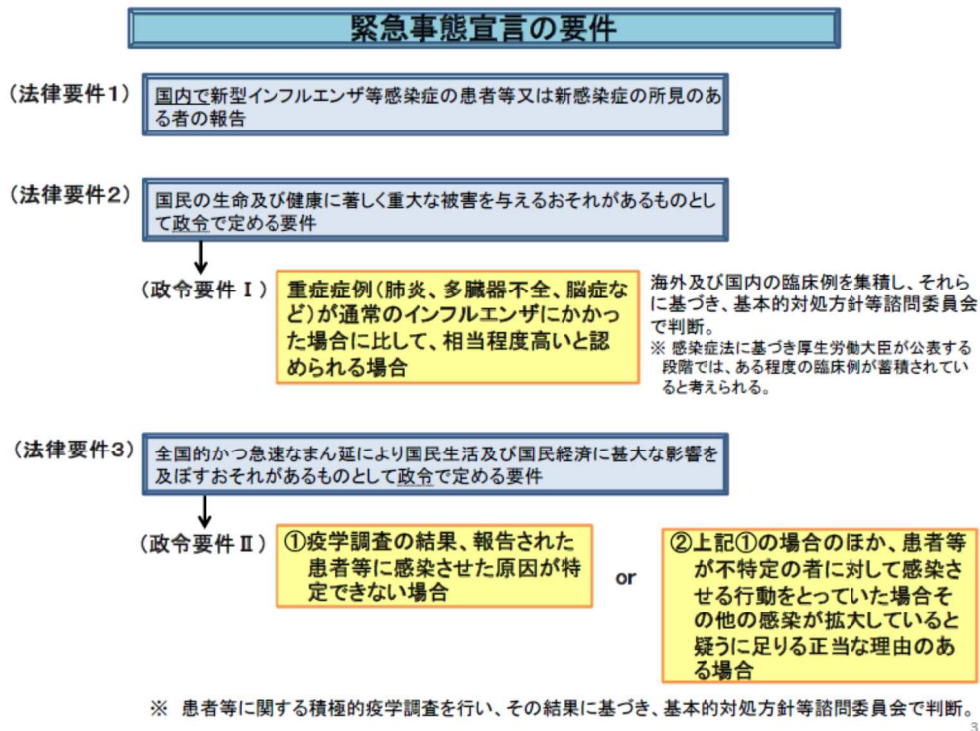 緊急事態宣言の要件
(法律要件1)
国内で新型インフルエンザ等感染症の患者等又は新感染症の所見のあ
る者の報告
(法律要件2)
国民の生命及び健康に著しく重大な被害を与えるおそれがあるものとし
て政令で定める要件
(政令要件Ⅰ)
重症症例(肺炎、多臓器不全、脳症な
ど)が通常のインフルエンザにかかっ
た場合に比して、相当程度高いと認
められる場合
海外及び国内の臨床例を集積し、それら
に基づき、基本的対処方針等諮問委員会
で判断。
※ 感染症法に基づき厚生労働大臣が公表する
段階では、ある程度の臨床例が蓄積されてい
ると考えられる。
(法律要件3)
全国的かつ急速なまん延により国民生活及び国民経済に甚大な影響を
及ぼすおそれがあるものとして政令で定める要件
(政令要件Ⅱ)
①疫学調査の結果、報告された
患者等に感染させた原因が特
定できない場合
or
②上記①の場合のほか、患者等
が不特定の者に対して感染さ
せる行動をとっていた場合そ
の他の感染が拡大していると
疑うに足りる正当な理由のあ
る場合
※ 患者等に関する積極的疫学調査を行い、その結果に基づき、基本的対処方針等諮問委員会で判断。
3